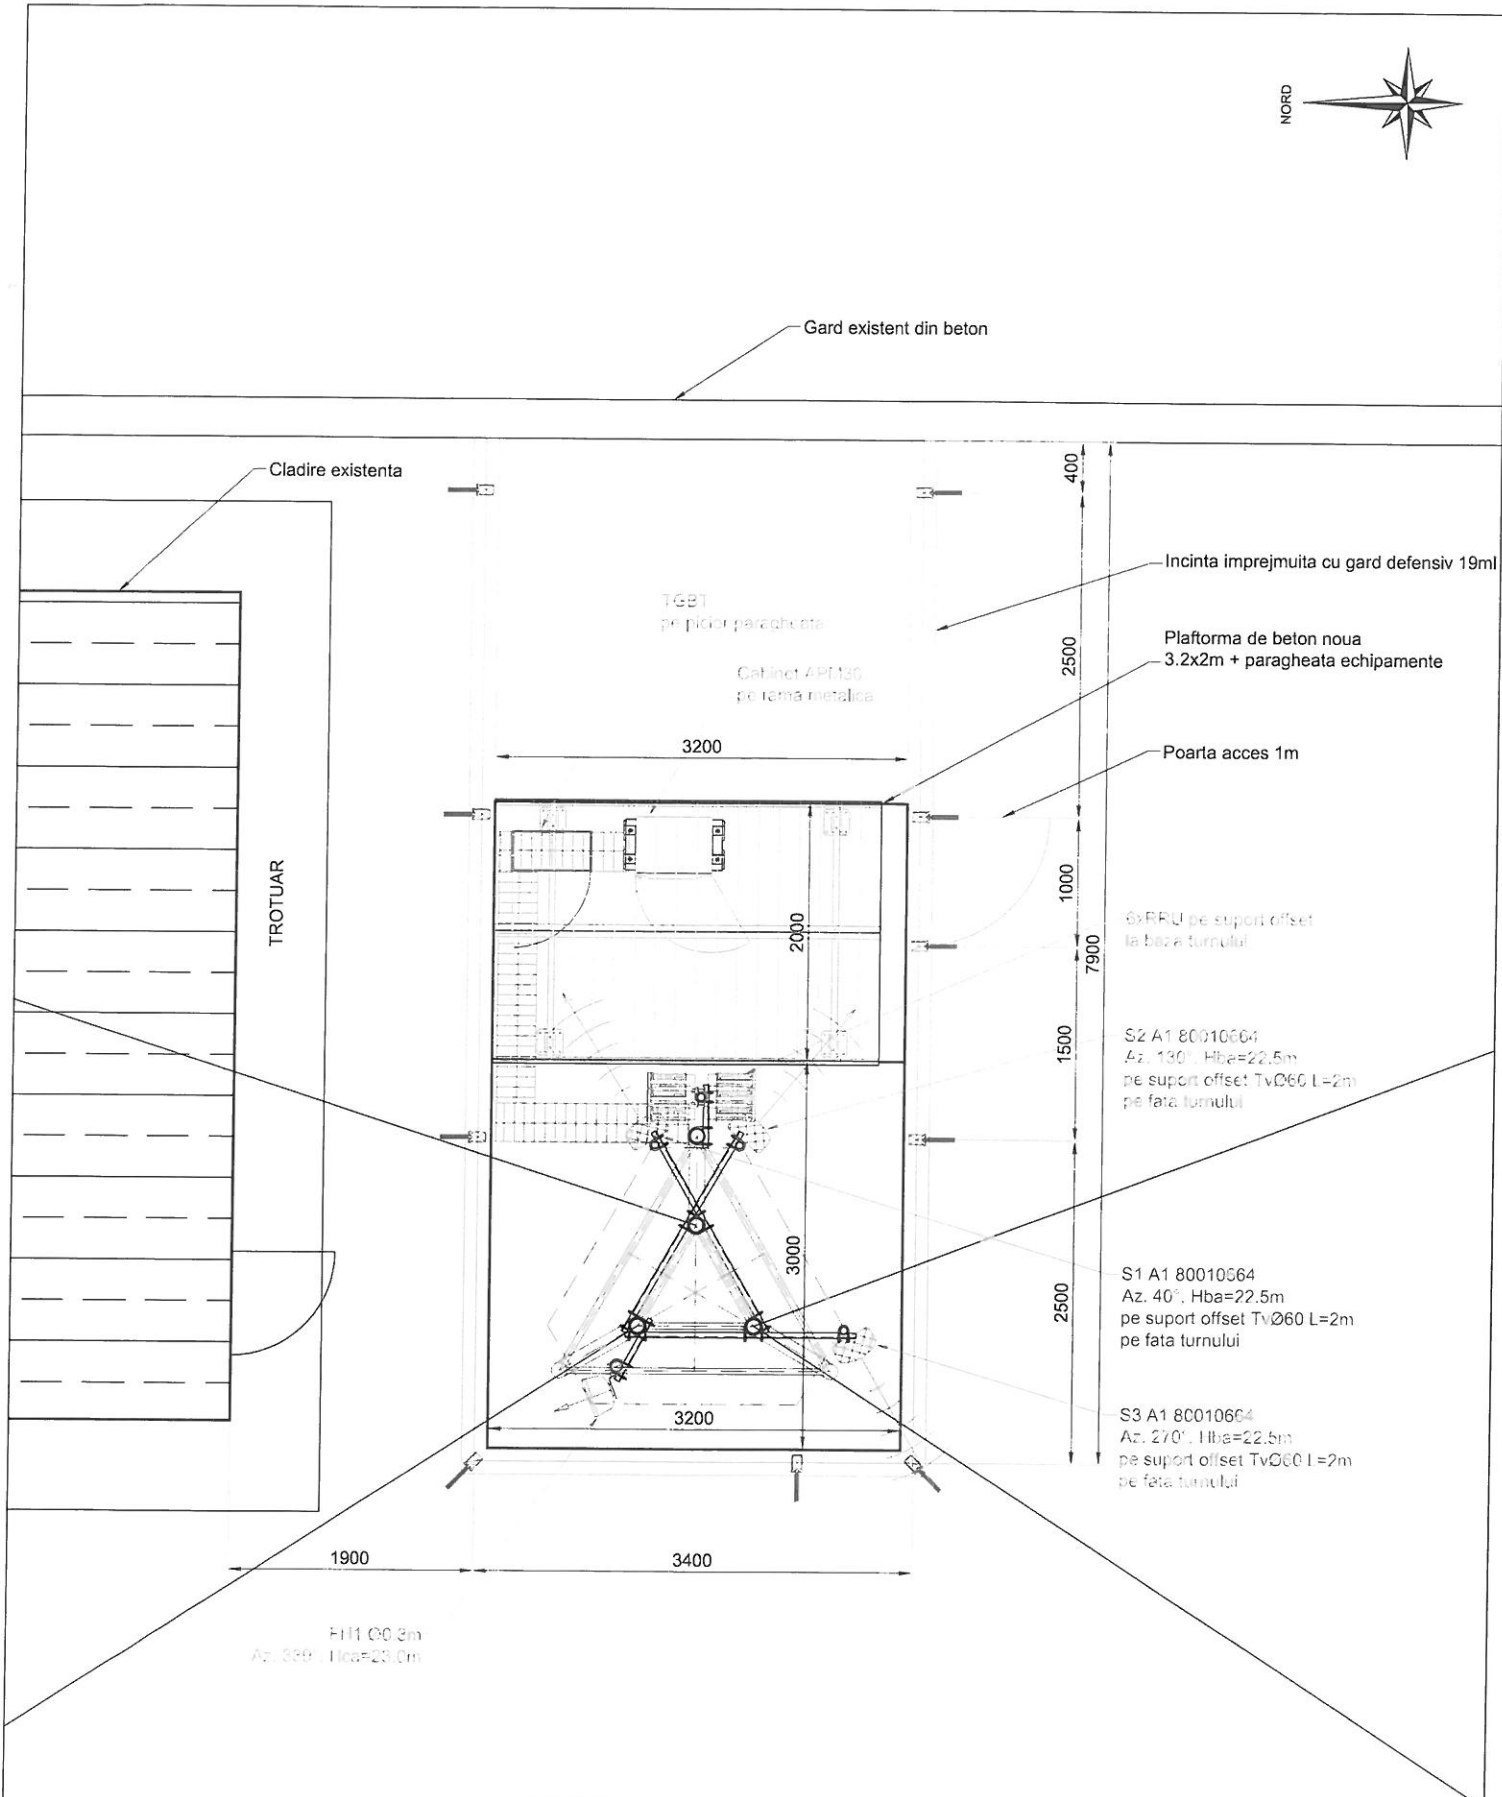 NORD
Gard existent din beton
Cladire existenta
400
Incinta imprejmuita cu gard defensiv 19ml
TGBT
pe picior paragheata
2500
Plaftorma de beton noua
3.2x2m + paragheata echipamente
Cabinet APM30
pe rama metalica
3200
Poarta acces 1m
TROTUAR
1000
2000
7900
6xRRU pe suport offset
la baza turnului
1500
S2 A1 80010664
Az. 130°. Hba=22.5m
pe suport offset TvØ60 L=2m
pe fata turnului
3000
2500
S1 A1 80010664
Az. 40°. Hba=22.5m
pe suport offset TvØ60 L=2m
pe fata turnului
3200
S3 A1 80010664
Az. 270°. Hba=22.5m
pe suport offset TvØ60 L=2m
pe fata turnului
1900
3400
Ø0.3m